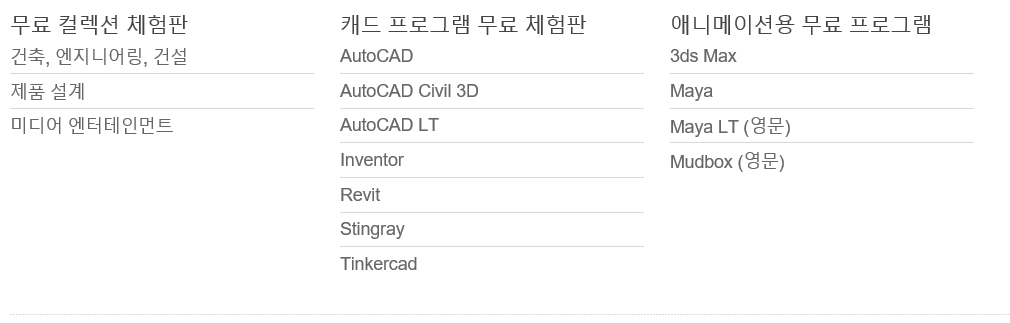 무료 컬렉션 체험판
건축, 엔지니어링, 건설
제품 설계
미디어 엔터테인먼트
캐드 프로그램 무료 체험판
AutoCAD
AutoCAD Civil 3D
AutoCAD LT
Inventor
Revit
Stingray
Tinkercad
애니메이션용 무료 프로그램
3ds Max
Maya
Maya LT (영문)
Mudbox (영문)